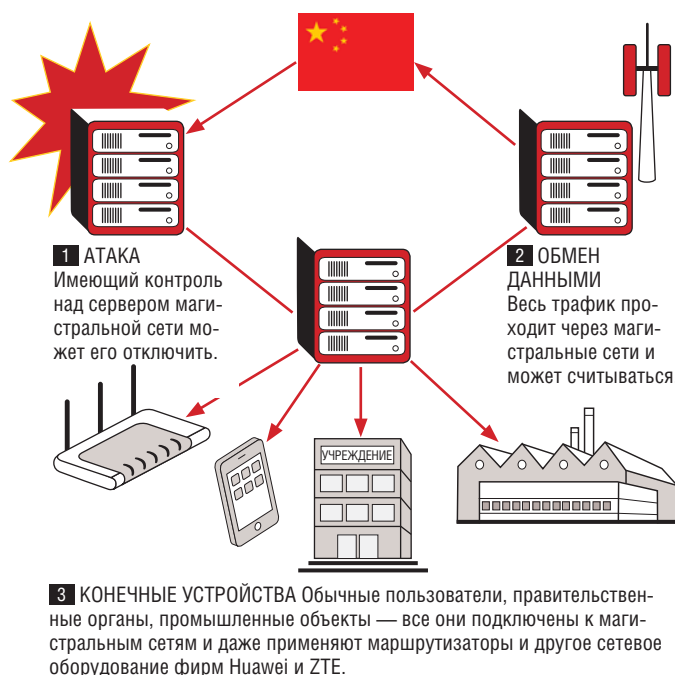 1 АТАКА
Имеющий контроль
над сервером маги-
стральной сети мо-
жет его отключить.
2 ОБМЕН
ДАННЫМИ
Весь трафик про-
ходит через маги-
стральные сети и
может считываться
УЧРЕЖДЕНИЕ
3 КОНЕЧНЫЕ УСТРОЙСТВА Обычные пользователи, правительствен-
ные органы, промышленные объекты — все они подключены к маги-
стральным сетям и даже применяют маршрутизаторы и другое сетевое
оборудование фирм Huawei и ZTE.